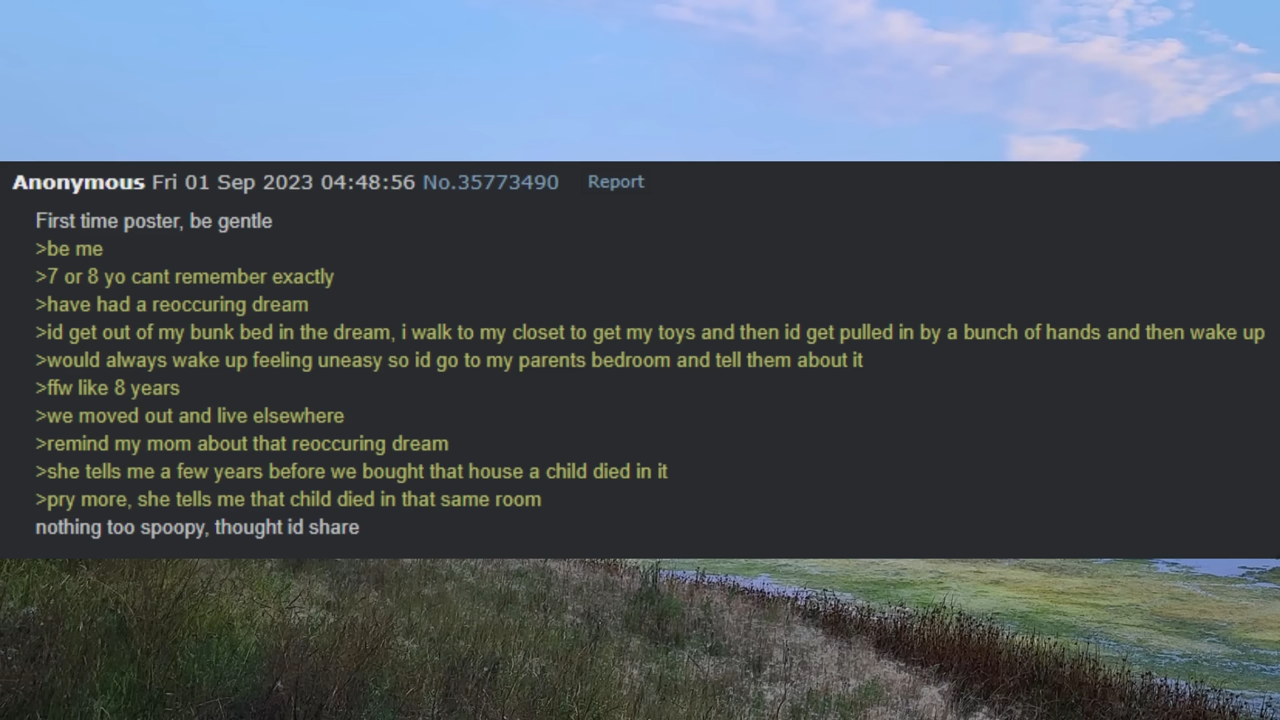 Anonymous Fri 01 Sep 2023 04:48:56 No.35773490 Report
First time poster, be gentle
>be me
>7 or 8 yo cant remember exactly
>have had a reoccuring dream
>id get out of my bunk bed in the dream, i walk to my closet to get my toys and then id get pulled in by a bunch of hands and then wake up
>would always wake up feeling uneasy so id go to my parents bedroom and tell them about it
>ffw like 8 years
>we moved out and live elsewhere
>remind my mom about that reoccuring dream
>she tells me a few years before we bought that house a child died in it
>pry more, she tells me that child died in that same room
nothing too spoopy, thought id share